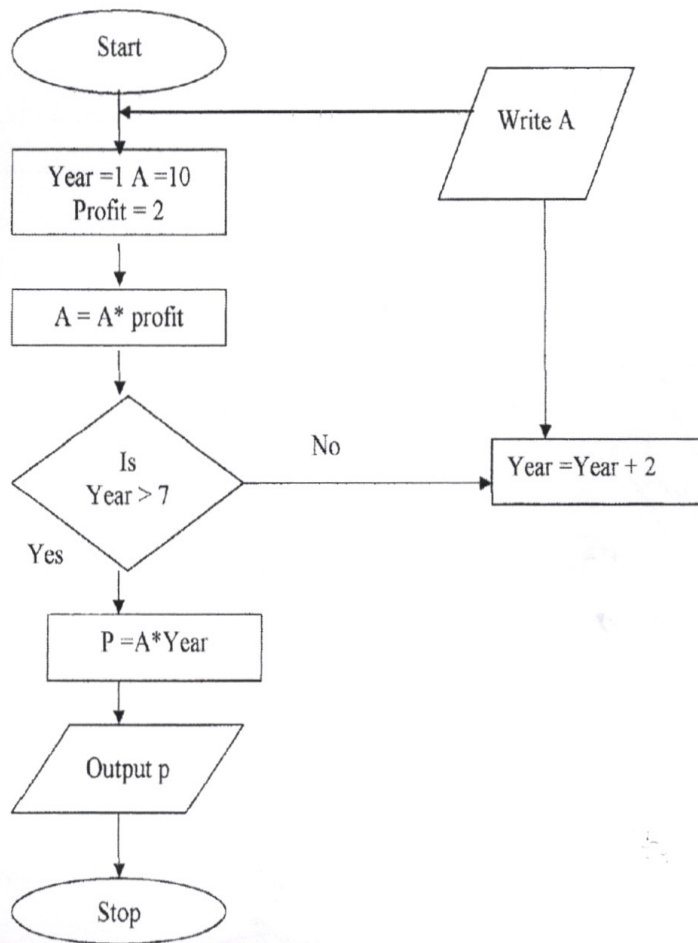 Start
Write A
Year =1 A =10
Profit = 2
A = A* profit
Is
Year > 7
No
Year =Year + 2
Yes
P =A*Year
Output p
Stop